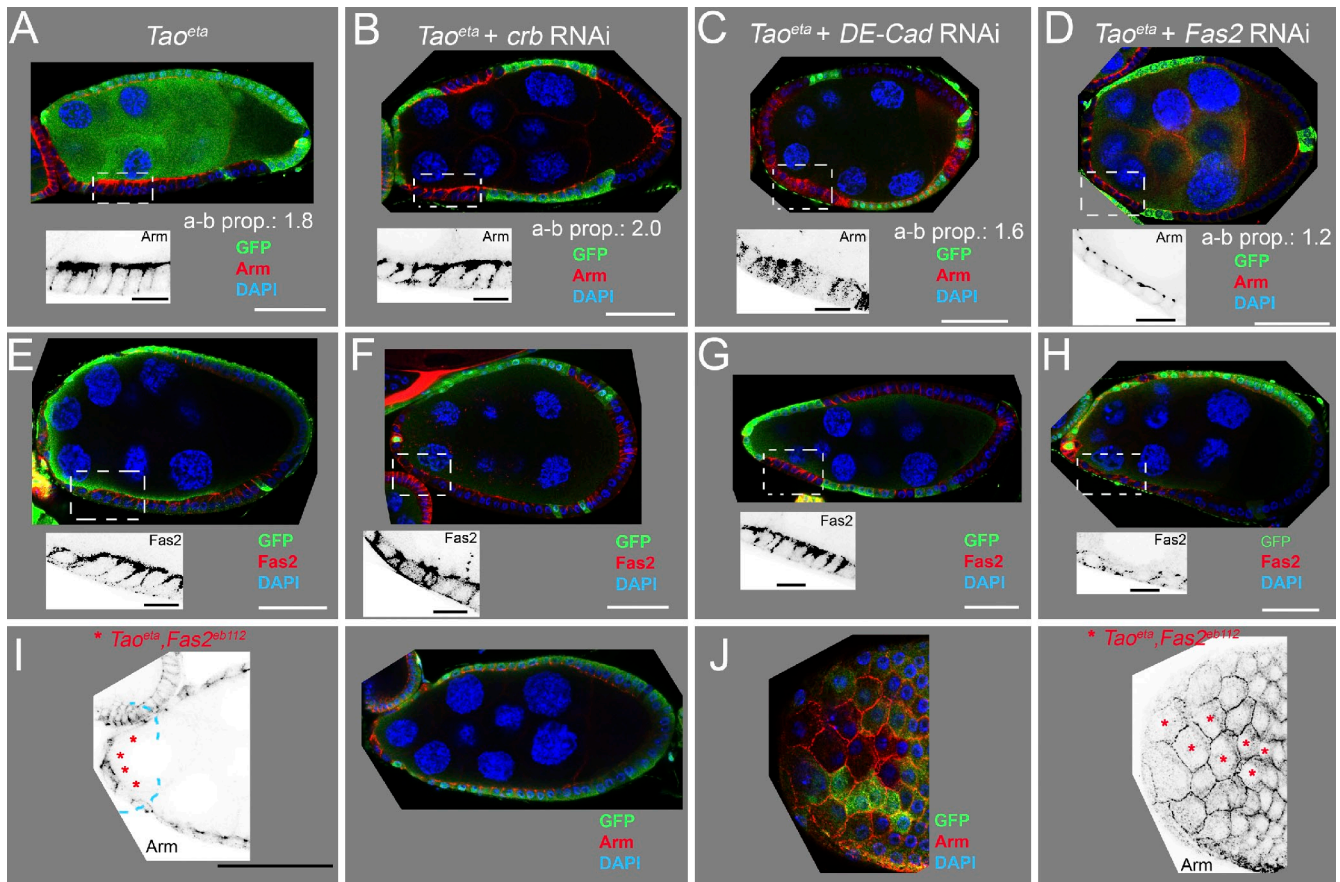 A
Tao^eta
a-b prop.: 1.8
Arm
GFP
Arm
DAPI
B
Tao^eta + crb RNAi
a-b prop.: 2.0
Arm
GFP
Arm
DAPI
C
Tao^eta + DE-Cad RNAi
a-b prop.: 1.6
Arm
GFP
Arm
DAPI
D
Tao^eta + Fas2 RNAi
a-b prop.: 1.2
Arm
GFP
Arm
DAPI
E
Fas2
GFP
Fas2
DAPI
F
Fas2
GFP
Fas2
DAPI
G
Fas2
GFP
Fas2
DAPI
H
Fas2
GFP
Fas2
DAPI
I
* Tao^eta,Fas2^eb112
Arm
GFP
Arm
DAPI
J
GFP
Arm
DAPI
* Tao^eta,Fas2^eb112
Arm